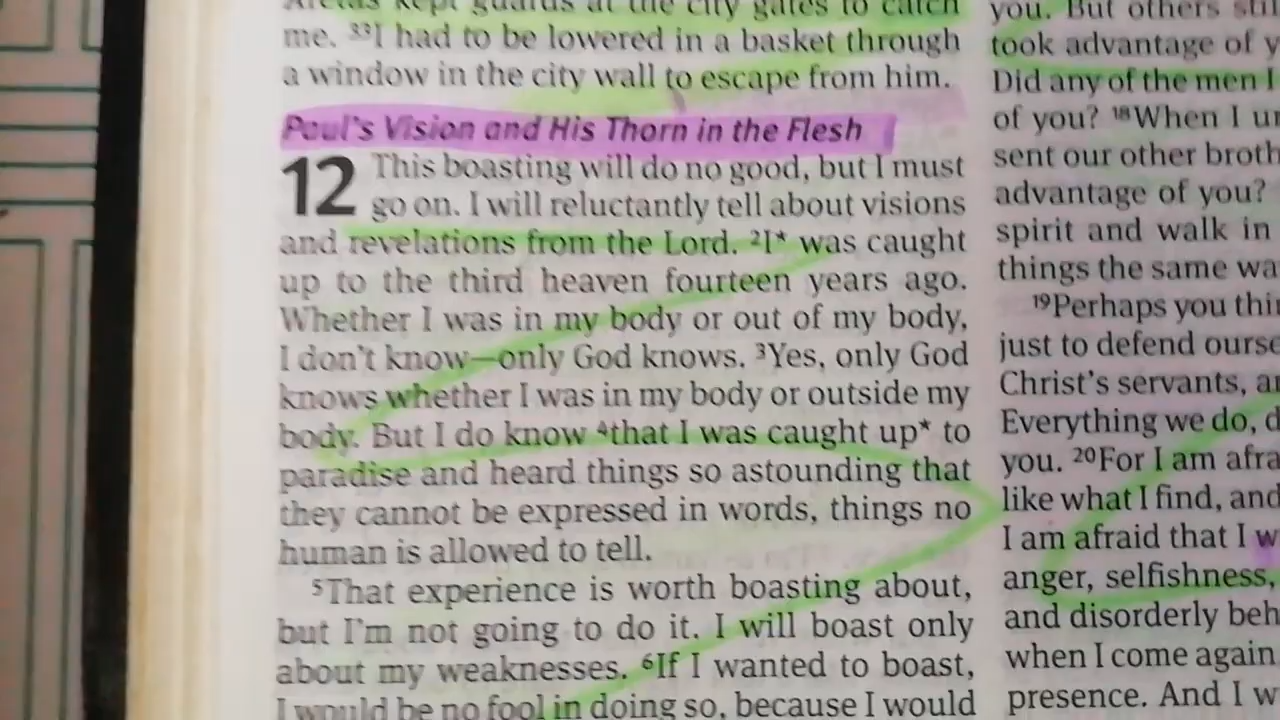 Aretas kept guards at the city gates to catch
me. ³³I had to be lowered in a basket through
a window in the city wall to escape from him.
Paul's Vision and His Thorn in the Flesh
12 This boasting will do no good, but I must
go on. I will reluctantly tell about visions
and revelations from the Lord. ²I* was caught
up to the third heaven fourteen years ago.
Whether I was in my body or out of my body,
I don't know—only God knows. ³Yes, only God
knows whether I was in my body or outside my
body. But I do know ⁴that I was caught up* to
paradise and heard things so astounding that
they cannot be expressed in words, things no
human is allowed to tell.
⁵That experience is worth boasting about,
but I'm not going to do it. I will boast only
about my weaknesses. ⁶If I wanted to boast,
I would be no fool in doing so, because I would
you. But others
took advantage of
Did any of the men I
of you? ¹⁸When I
sent our other
advantage of you?
spirit and walk in
things the same
¹⁹Perhaps you
just to defend
Christ's servants,
Everything we do,
you. ²⁰For I am
like what I find, and
I am afraid that I
anger, selfishness,
and disorderly
when I come again
presence. And I